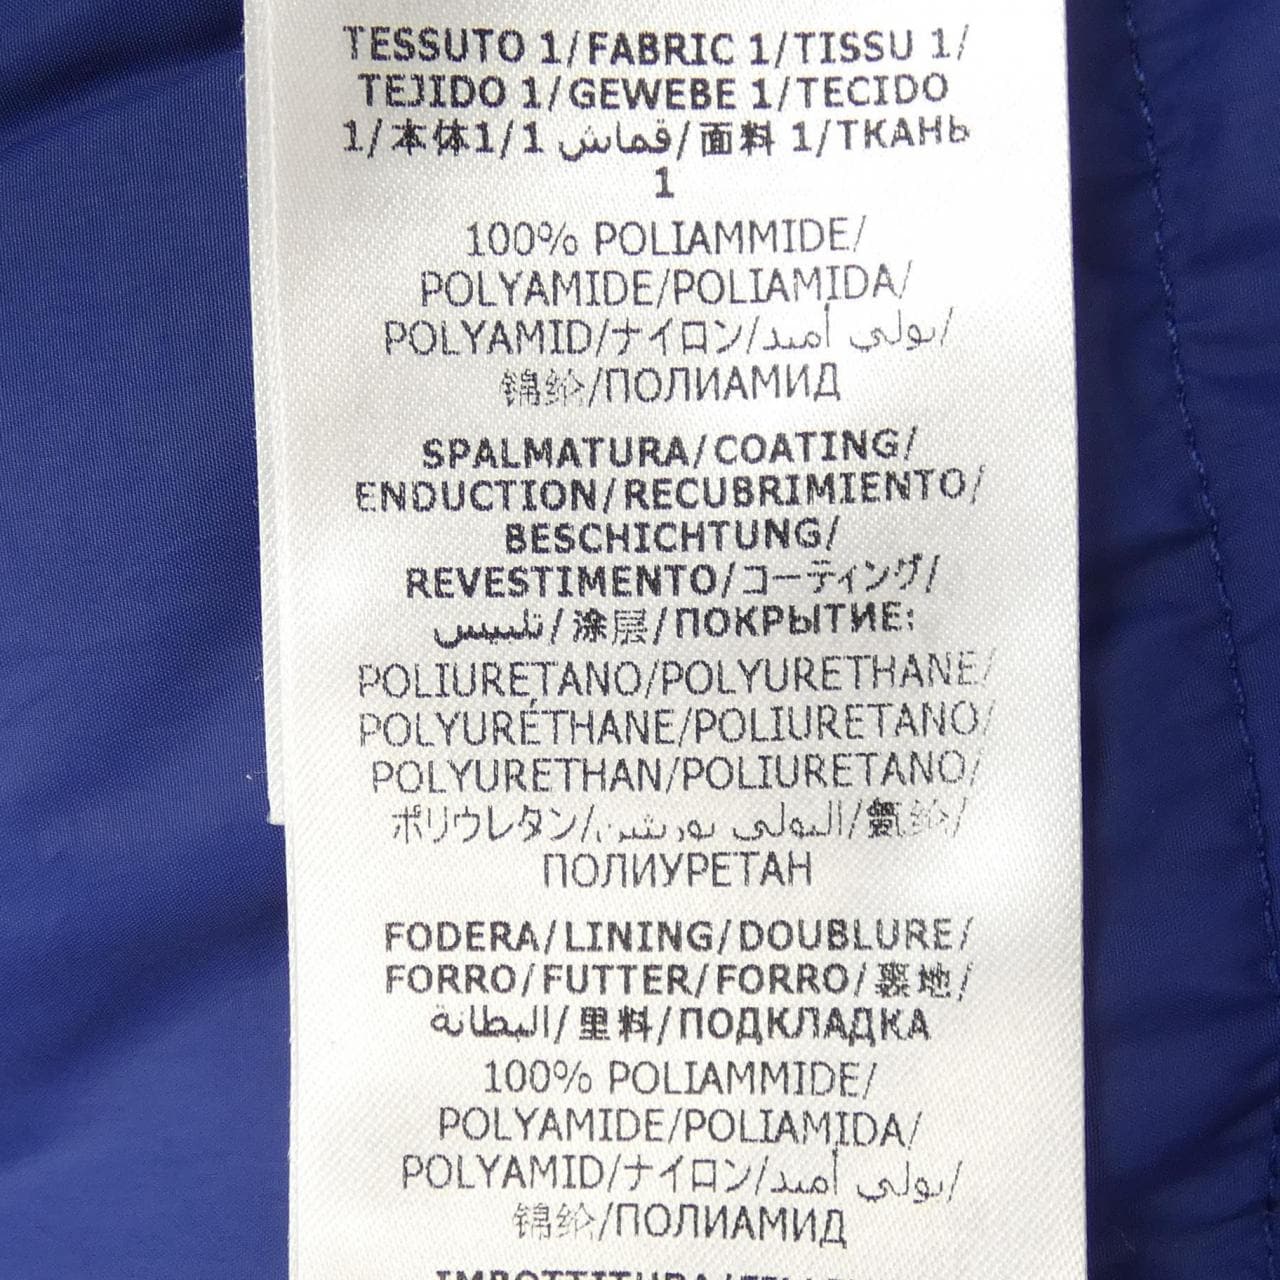 TESSUTO 1/FABRIC 1/TISSU 1/
TEJIDO 1/GEWEBE 1/TECIDO
1/本体1/1 قماش/面料 1/ТКАНЬ
1
100% POLIAMMIDE/
POLYAMIDE/POLIAMIDA/
POLYAMID/ナイロン/بولي أميد/
锦纶/ПОЛИАМИД
SPALMATURA/COATING/
ENDUCTION/RECUBRIMIENTO/
BESCHICHTUNG/
REVESTIMENTO/コーティング/
تلبيس/涂层/ПОКРЫТИЕ:
POLIURETANO/POLYURETHANE/
POLYURÉTHANE/POLIURETANO/
POLYURETHAN/POLIURETANO/
ポリウレタン/البولي يورثين/氨纶/
ПОЛИУРЕТАН
FODERA/LINING/DOUBLURE/
FORRO/FUTTER/FORRO/裏地/
البطانة/里料/ПОДКЛАДКА
100% POLIAMMIDE/
POLYAMIDE/POLIAMIDA/
POLYAMID/ナイロン/بولي أميد/
锦纶/ПОЛИАМИД